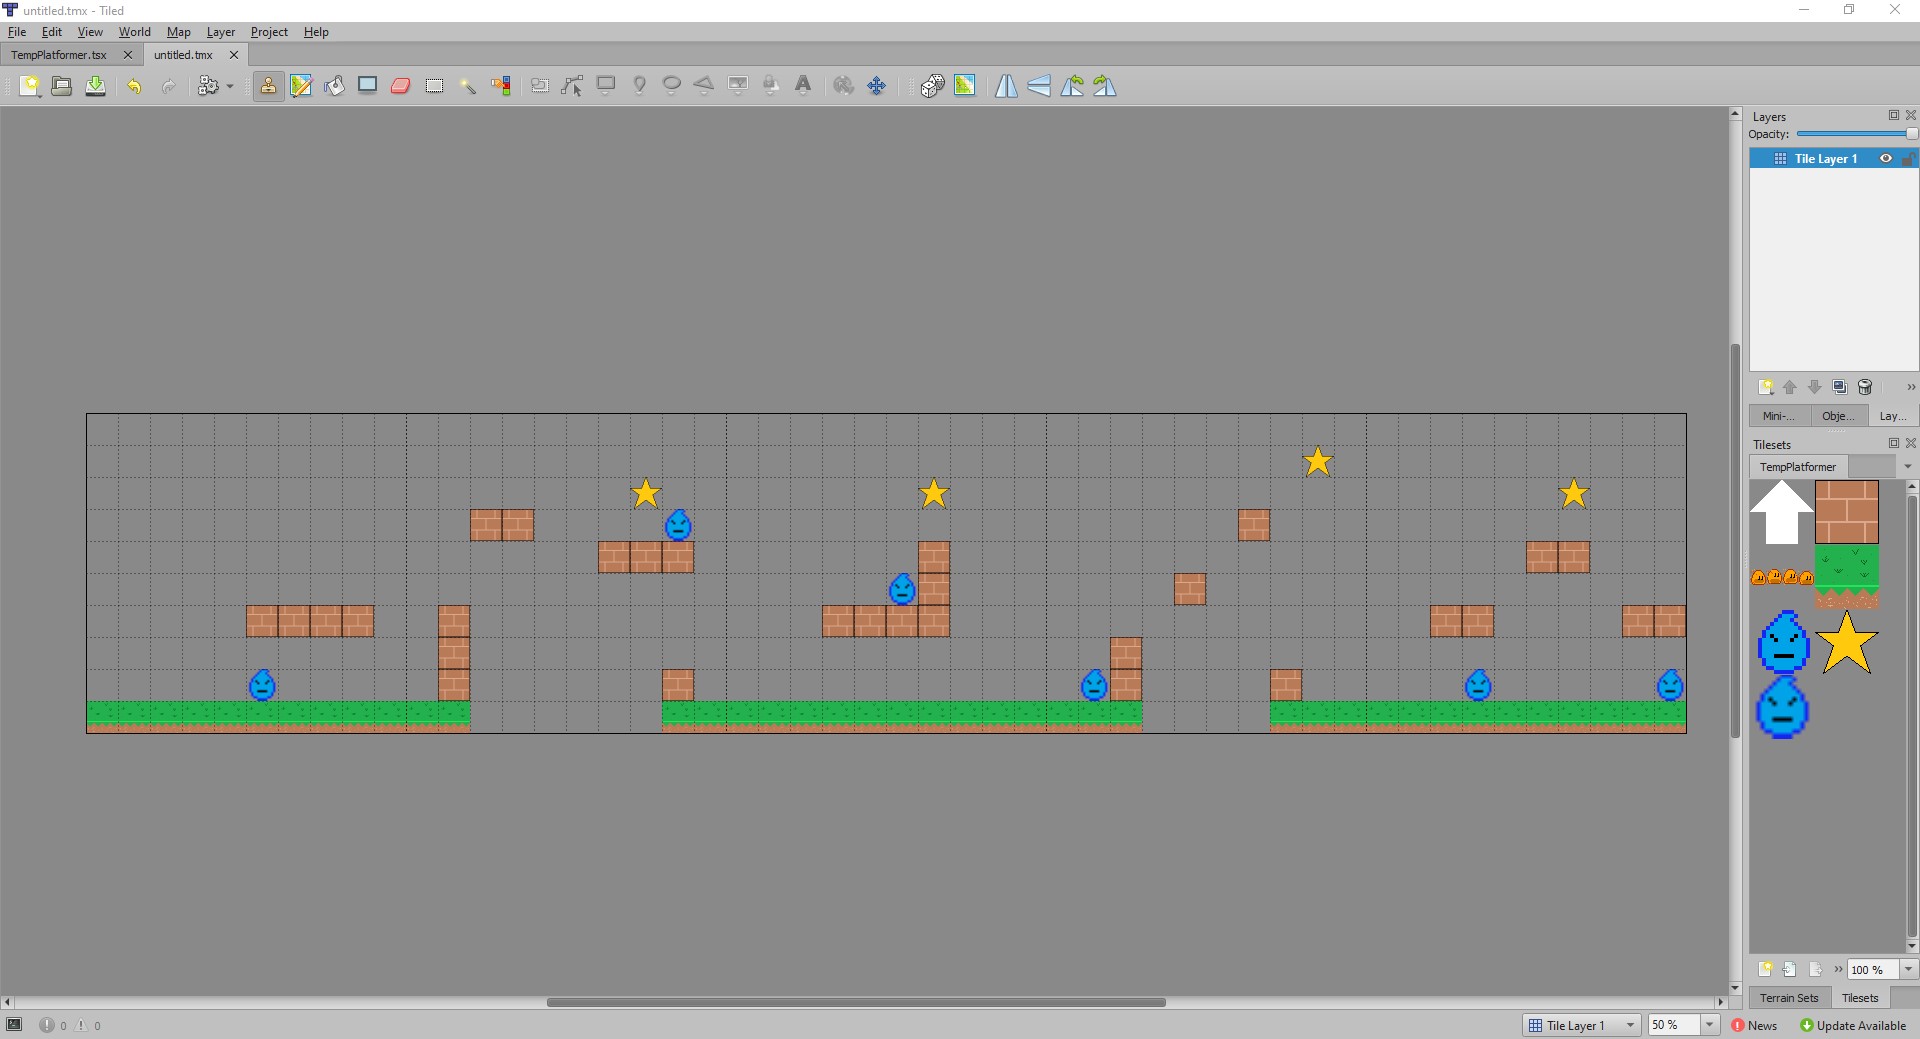 untitled.tmx - Tiled
File Edit View World Map Layer Project Help
TempPlatformer.tsx untitled.tmx
Layers
Opacity:
Tile Layer 1
Mini-... Obje... Lay...
Tilesets
TempPlatformer
100 %
Terrain Sets Tilesets
0 0 Tile Layer 1 50 % News Update Available